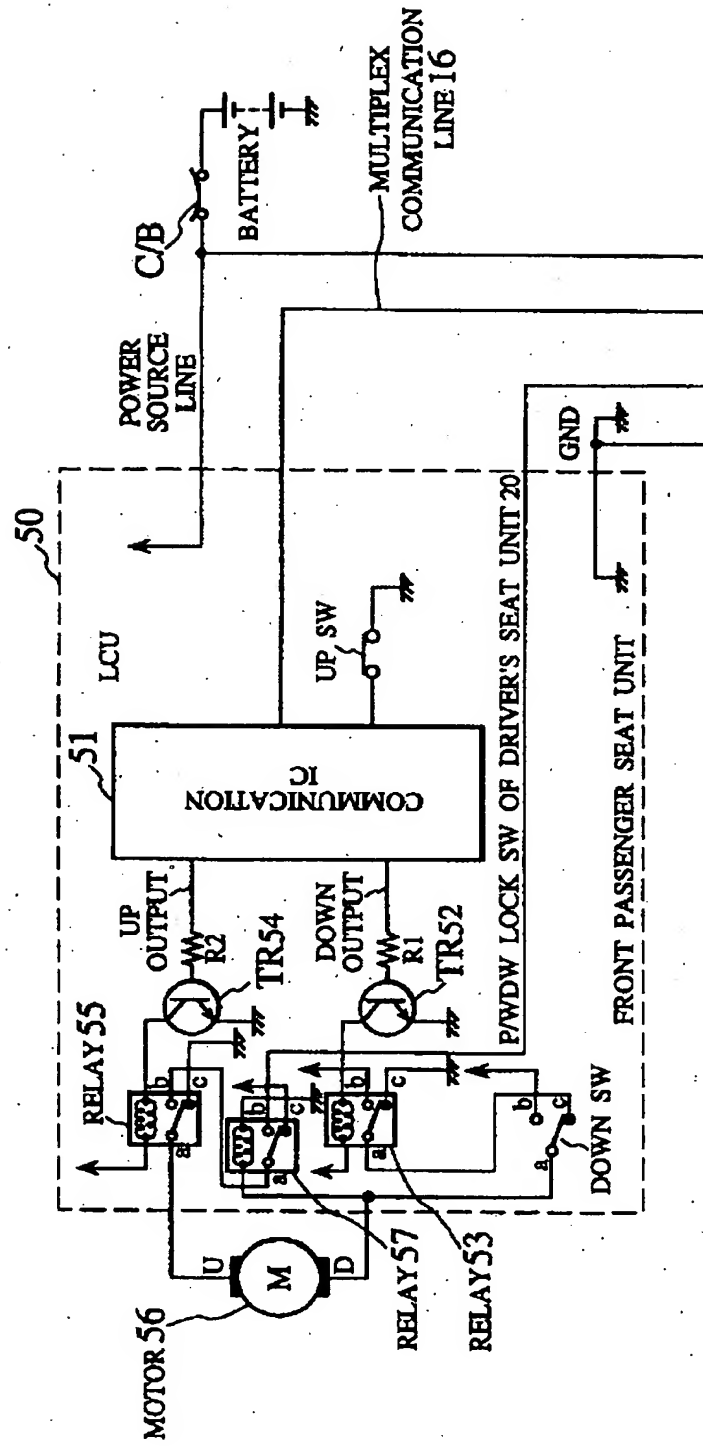 50
RELAY 55
UP
OUTPUT
R2
TR54
51
LCU
COMMUNICATION
IC
UP SW
POWER
SOURCE
LINE
C/B
BATTERY
MULTIPLEX
COMMUNICATION
LINE 16
MOTOR 56
U
M
D
a
b
c
a
b
c
DOWN
OUTPUT
R1
TR52
a
b
c
P/WDW LOCK SW OF DRIVER'S SEAT UNIT 20
GND
RELAY 57
RELAY 53
a
b
c
DOWN SW
FRONT PASSENGER SEAT UNIT